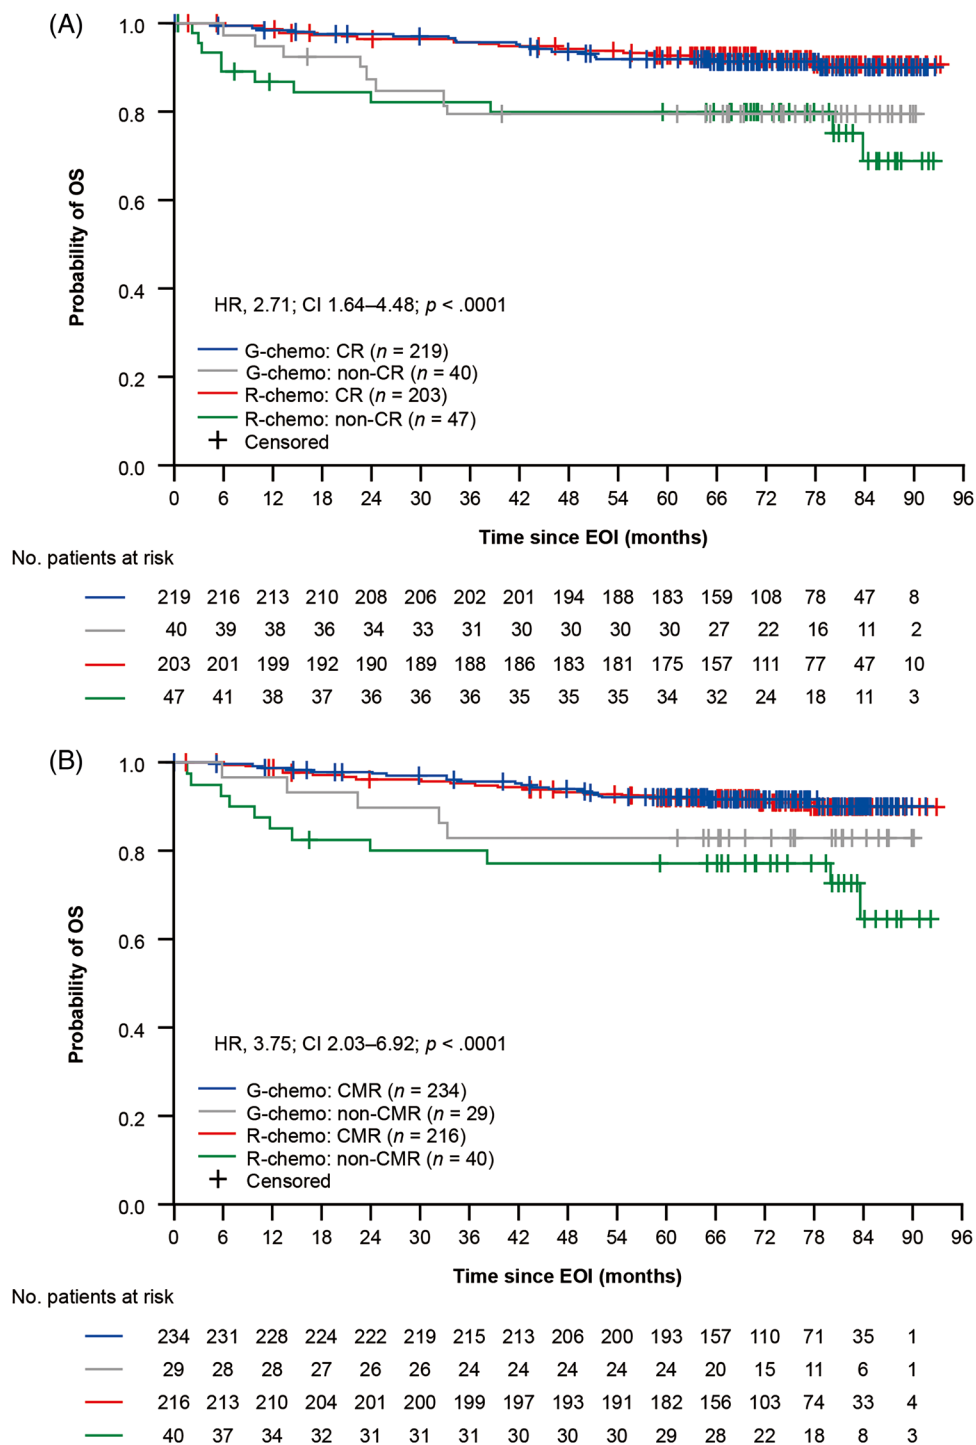 (A)
1.0
0.8
0.6
0.4
0.2
0.0
Probability of OS
HR, 2.71; CI 1.64–4.48; p < .0001
G-chemo: CR (n = 219)
G-chemo: non-CR (n = 40)
R-chemo: CR (n = 203)
R-chemo: non-CR (n = 47)
Censored
0 6 12 18 24 30 36 42 48 54 60 66 72 78 84 90 96
Time since EOI (months)
No. patients at risk
219 216 213 210 208 206 202 201 194 188 183 159 108 78 47 8
40 39 38 36 34 33 31 30 30 30 30 27 22 16 11 2
203 201 199 192 190 189 188 186 183 181 175 157 111 77 47 10
47 41 38 37 36 36 36 35 35 35 34 32 24 18 11 3
(B)
1.0
0.8
0.6
0.4
0.2
0.0
Probability of OS
HR, 3.75; CI 2.03–6.92; p < .0001
G-chemo: CMR (n = 234)
G-chemo: non-CMR (n = 29)
R-chemo: CMR (n = 216)
R-chemo: non-CMR (n = 40)
Censored
0 6 12 18 24 30 36 42 48 54 60 66 72 78 84 90 96
Time since EOI (months)
No. patients at risk
234 231 228 224 222 219 215 213 206 200 193 157 110 71 35 1
29 28 28 27 26 26 24 24 24 24 24 20 15 11 6 1
216 213 210 204 201 200 199 197 193 191 182 156 103 74 33 4
40 37 34 32 31 31 31 30 30 30 29 28 22 18 8 3